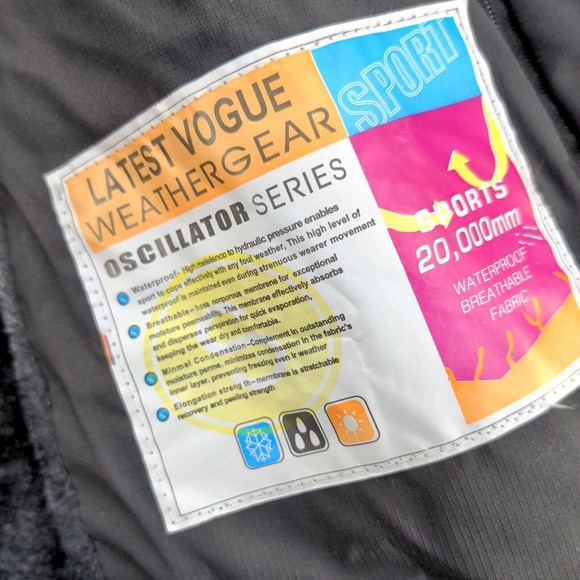 LATEST VOGUE
WEATHERGEAR
SPORT
OSCILLATOR SERIES
Waterproof- High melelence to hydraulic pressure enables
sport to cope effectively with any foul weather. This high level of
waterproof is maintained even during strenuous wearer movement
Breathable- hass nonporous membrane for exceptional
moisture permeability. This membrane effectively absorbs
and disperses perspiration for quick evaporation,
keeping the wear dry and comfortable.
Minmal Condensation-Complement.in outstanding
moisture perme. minimizes condensation in the fabric's
inner layer, preventing freezing even if weather
Elongation streng th-membrane is stretchable
recovery and peeling strength
SPORTS
20,000mm
WATERPROOF
BREATHABLE
FABRIC